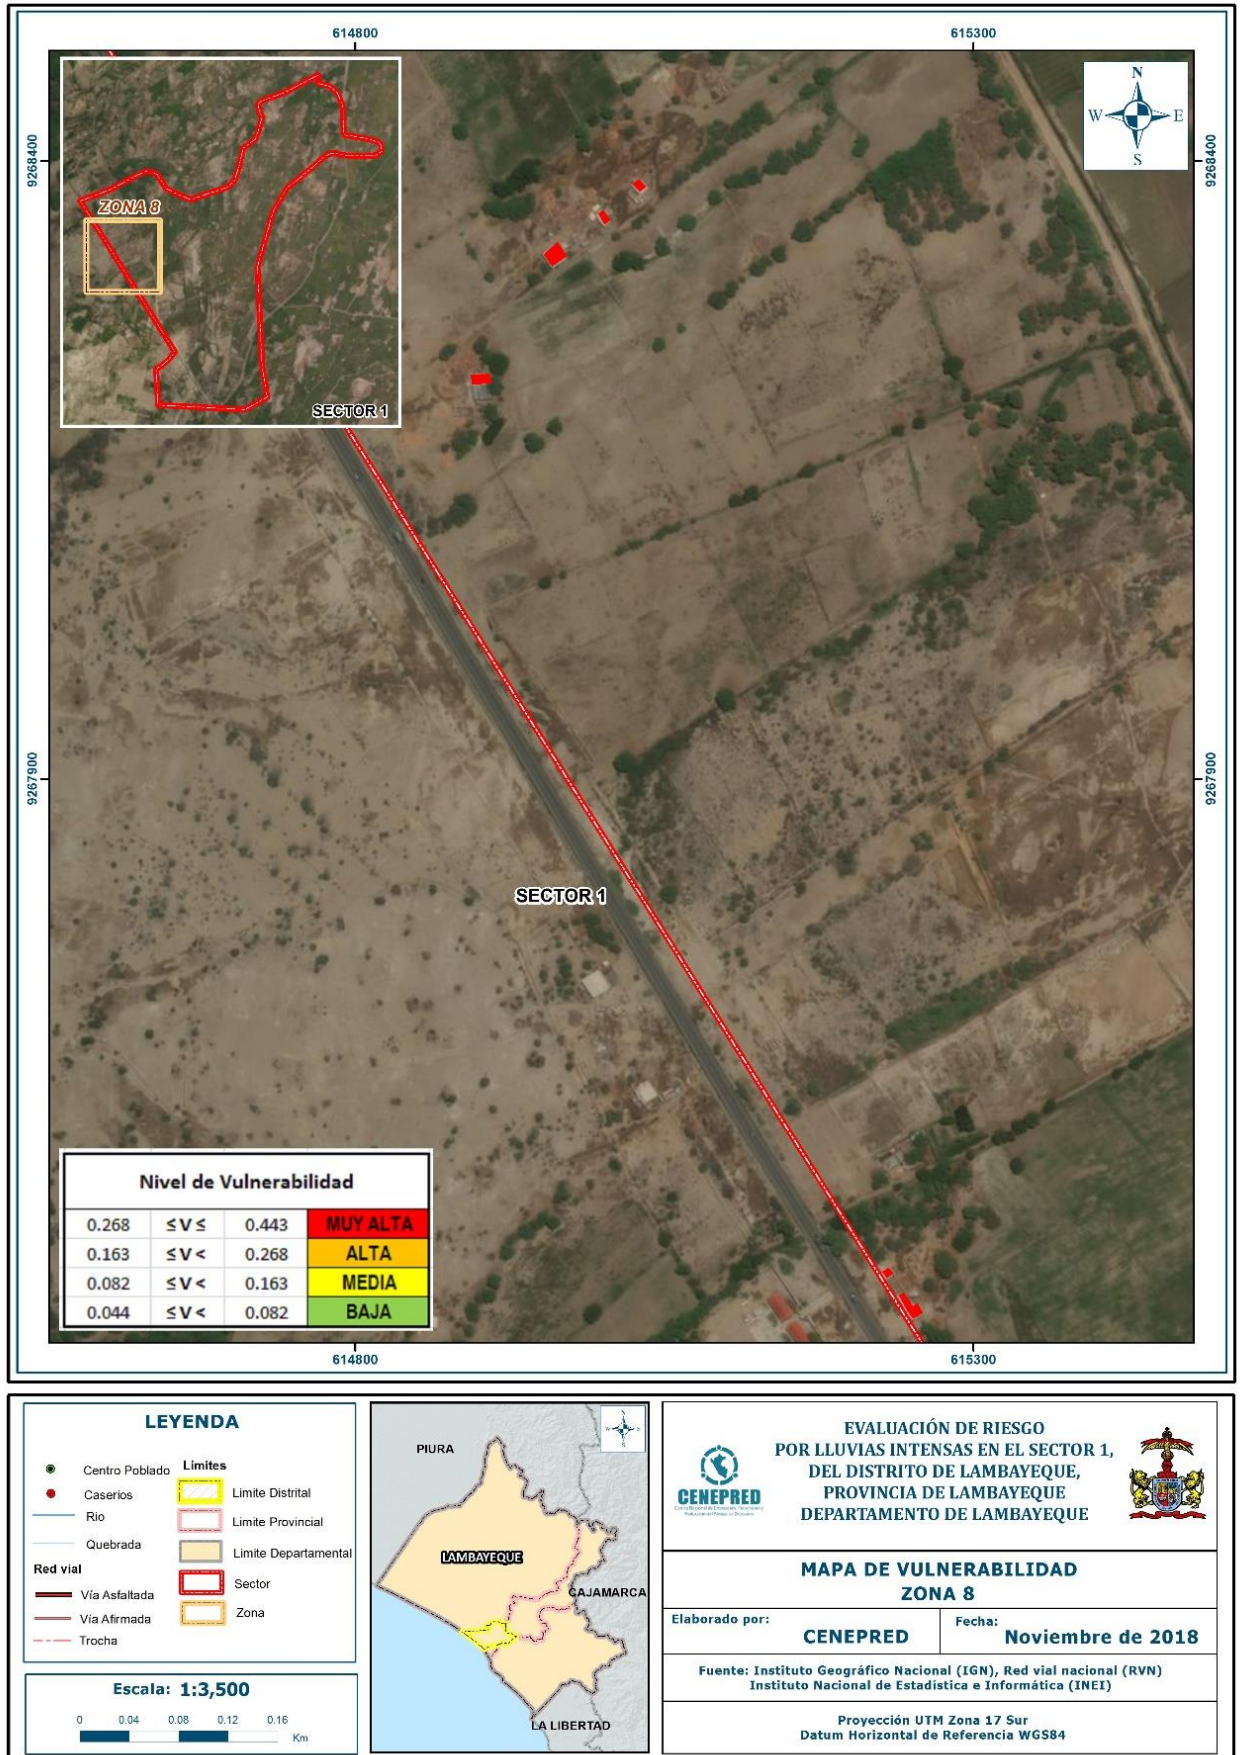 614800
615300
9268400
9268400
N
W
E
S
ZONA 8
SECTOR 1
9267900
9267900
SECTOR 1
Nivel de Vulnerabilidad
0.268 ≤ V ≤ 0.443 MUY ALTA
0.163 ≤ V < 0.268 ALTA
0.082 ≤ V < 0.163 MEDIA
0.044 ≤ V < 0.082 BAJA
614800
615300
LEYENDA
Centro Poblado
Caserios
Rio
Quebrada
Red vial
Vía Asfaltada
Vía Afirmada
Trocha
Limites
Limite Distrital
Limite Provincial
Limite Departamental
Sector
Zona
Escala: 1:3,500
0 0.04 0.08 0.12 0.16
Km
PIURA
LAMBAYEQUE
CAJAMARCA
LA LIBERTAD
CENEPRED
EVALUACIÓN DE RIESGO
POR LLUVIAS INTENSAS EN EL SECTOR 1,
DEL DISTRITO DE LAMBAYEQUE,
PROVINCIA DE LAMBAYEQUE
DEPARTAMENTO DE LAMBAYEQUE
MAPA DE VULNERABILIDAD
ZONA 8
Elaborado por:
CENEPRED
Fecha:
Noviembre de 2018
Fuente: Instituto Geográfico Nacional (IGN), Red vial nacional (RVN)
Instituto Nacional de Estadística e Informática (INEI)
Proyección UTM Zona 17 Sur
Datum Horizontal de Referencia WGS84